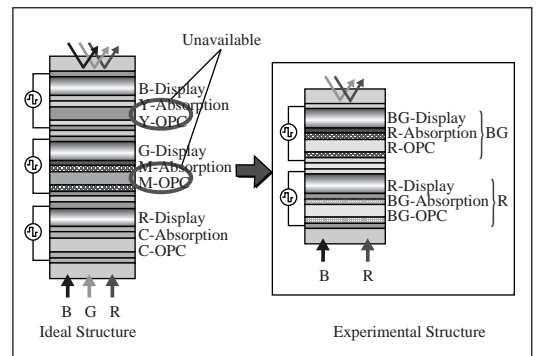 Unavailable
B-Display
Y-Absorption
Y-OPC
G-Display
M-Absorption
M-OPC
R-Display
C-Absorption
C-OPC
B G R
Ideal Structure
BG-Display
R-Absorption
R-OPC
BG
R-Display
BG-Absorption
BG-OPC
R
B R
Experimental Structure